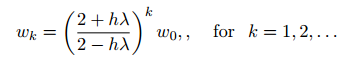 w_k = \left( \frac{2 + h\lambda}{2 - h\lambda} \right)^k w_0, , \quad \text{for } k = 1, 2, \ldots